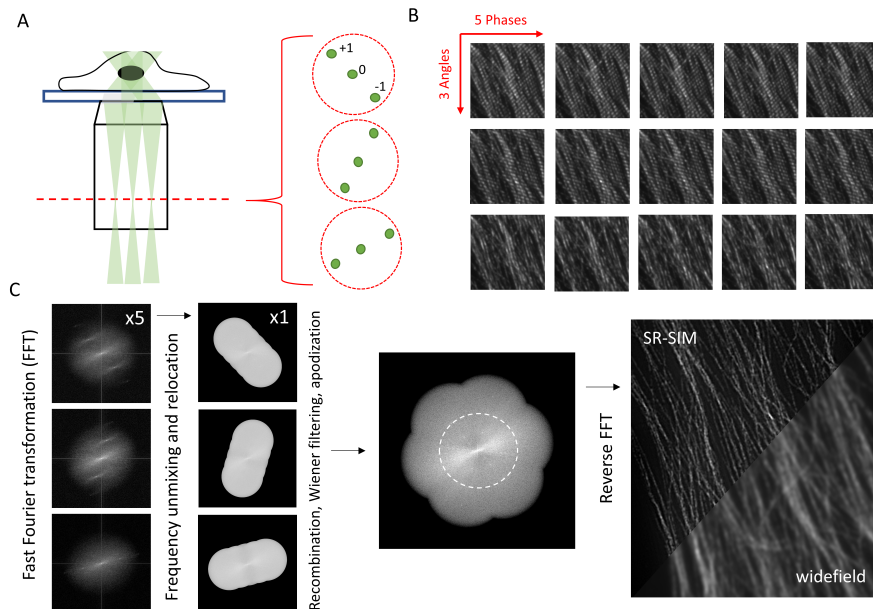 A
+1
0
-1
B
5 Phases
3 Angles
C
Fast Fourier transformation (FFT)
x5
Frequency unmixing and relocation
x1
Recombination, Wiener filtering, apodization
Reverse FFT
SR-SIM
widefield